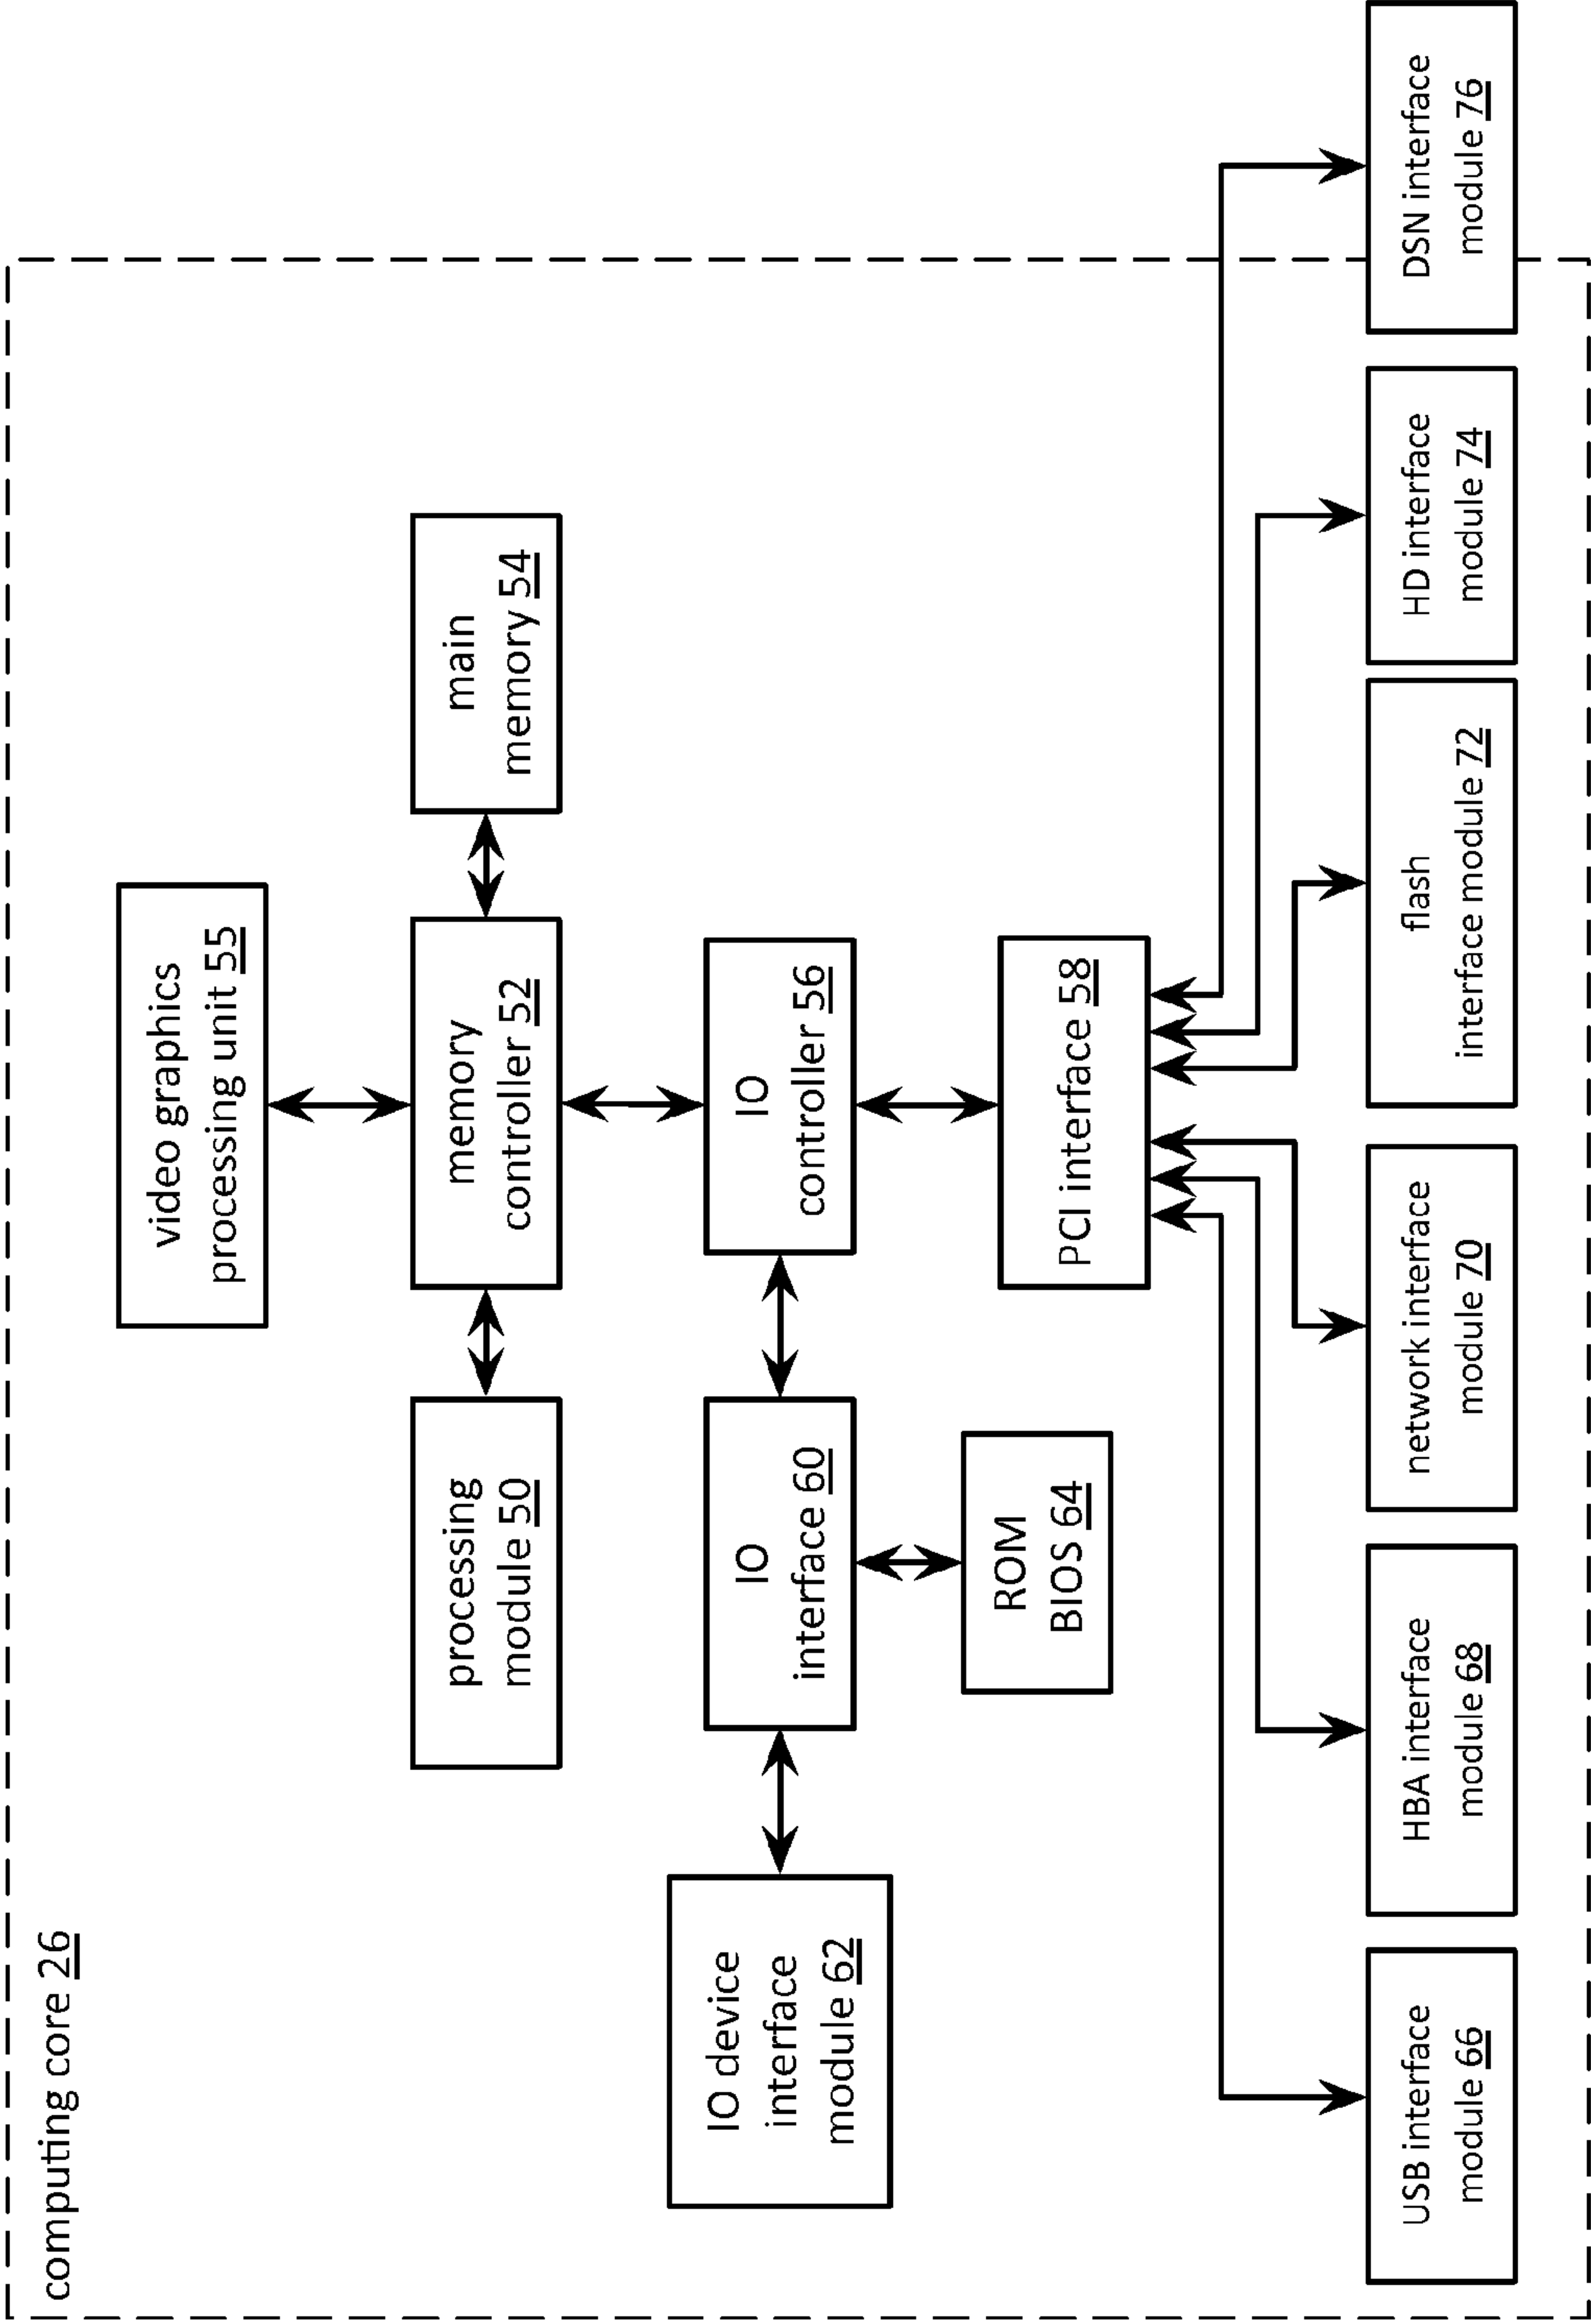 computing core 26
video graphics
processing unit 55
processing
module 50
memory
controller 52
main
memory 54
IO device
interface
module 62
IO
interface 60
IO
controller 56
ROM
BIOS 64
PCI interface 58
USB interface
module 66
HBA interface
module 68
network interface
module 70
flash
interface module 72
HD interface
module 74
DSN interface
module 76